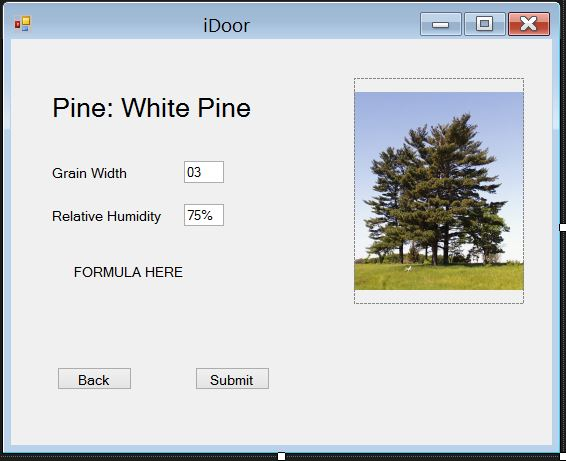 iDoor
Pine: White Pine
Grain Width 03
Relative Humidity 75%
FORMULA HERE
Back Submit